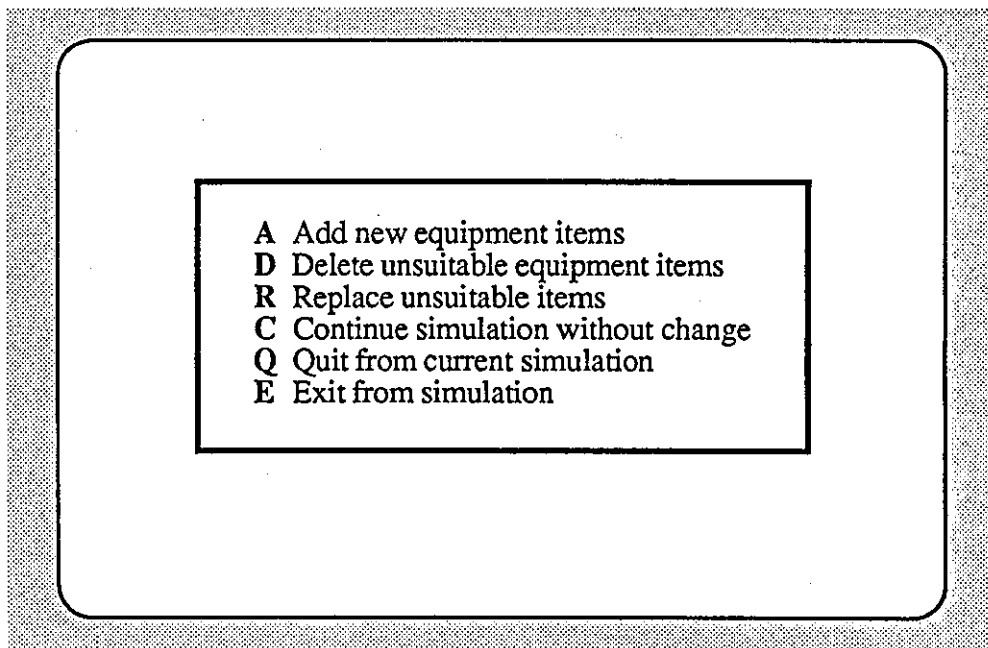 A Add new equipment items
D Delete unsuitable equipment items
R Replace unsuitable items
C Continue simulation without change
Q Quit from current simulation
E Exit from simulation